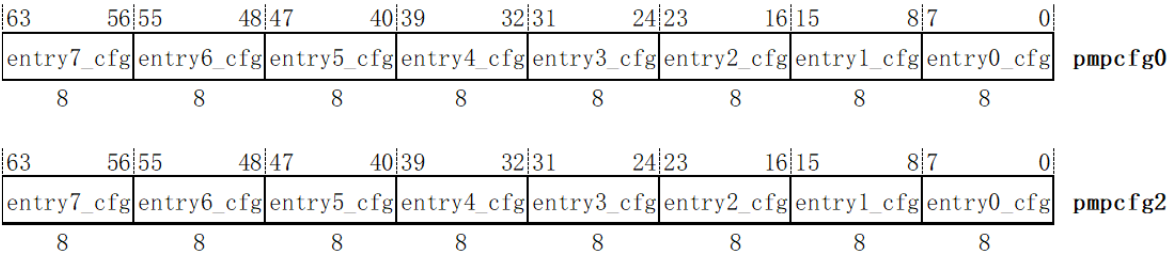 63 56 55 48 47 40 39 32 31 24 23 16 15 8 7 0
entry7_cfg entry6_cfg entry5_cfg entry4_cfg entry3_cfg entry2_cfg entry1_cfg entry0_cfg pmpcfg0
8 8 8 8 8 8 8 8
63 56 55 48 47 40 39 32 31 24 23 16 15 8 7 0
entry7_cfg entry6_cfg entry5_cfg entry4_cfg entry3_cfg entry2_cfg entry1_cfg entry0_cfg pmpcfg2
8 8 8 8 8 8 8 8